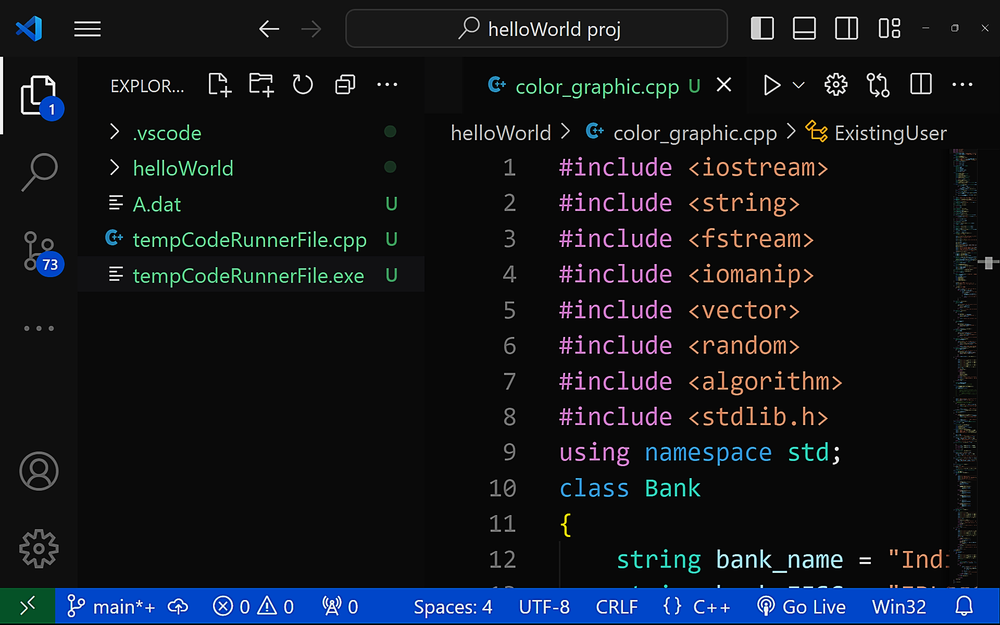 helloWorld proj
EXPLOR...
.vscode
helloWorld
A.dat U
tempCodeRunnerFile.cpp U
tempCodeRunnerFile.exe U
1
73
color_graphic.cpp U
helloWorld > color_graphic.cpp > ExistingUser
1 #include <iostream>
2 #include <string>
3 #include <fstream>
4 #include <iomanip>
5 #include <vector>
6 #include <random>
7 #include <algorithm>
8 #include <stdlib.h>
9 using namespace std;
10 class Bank
11 {
12 string bank_name = "Indi
main*+ 0 0 0 Spaces: 4 UTF-8 CRLF {} C++ Go Live Win32